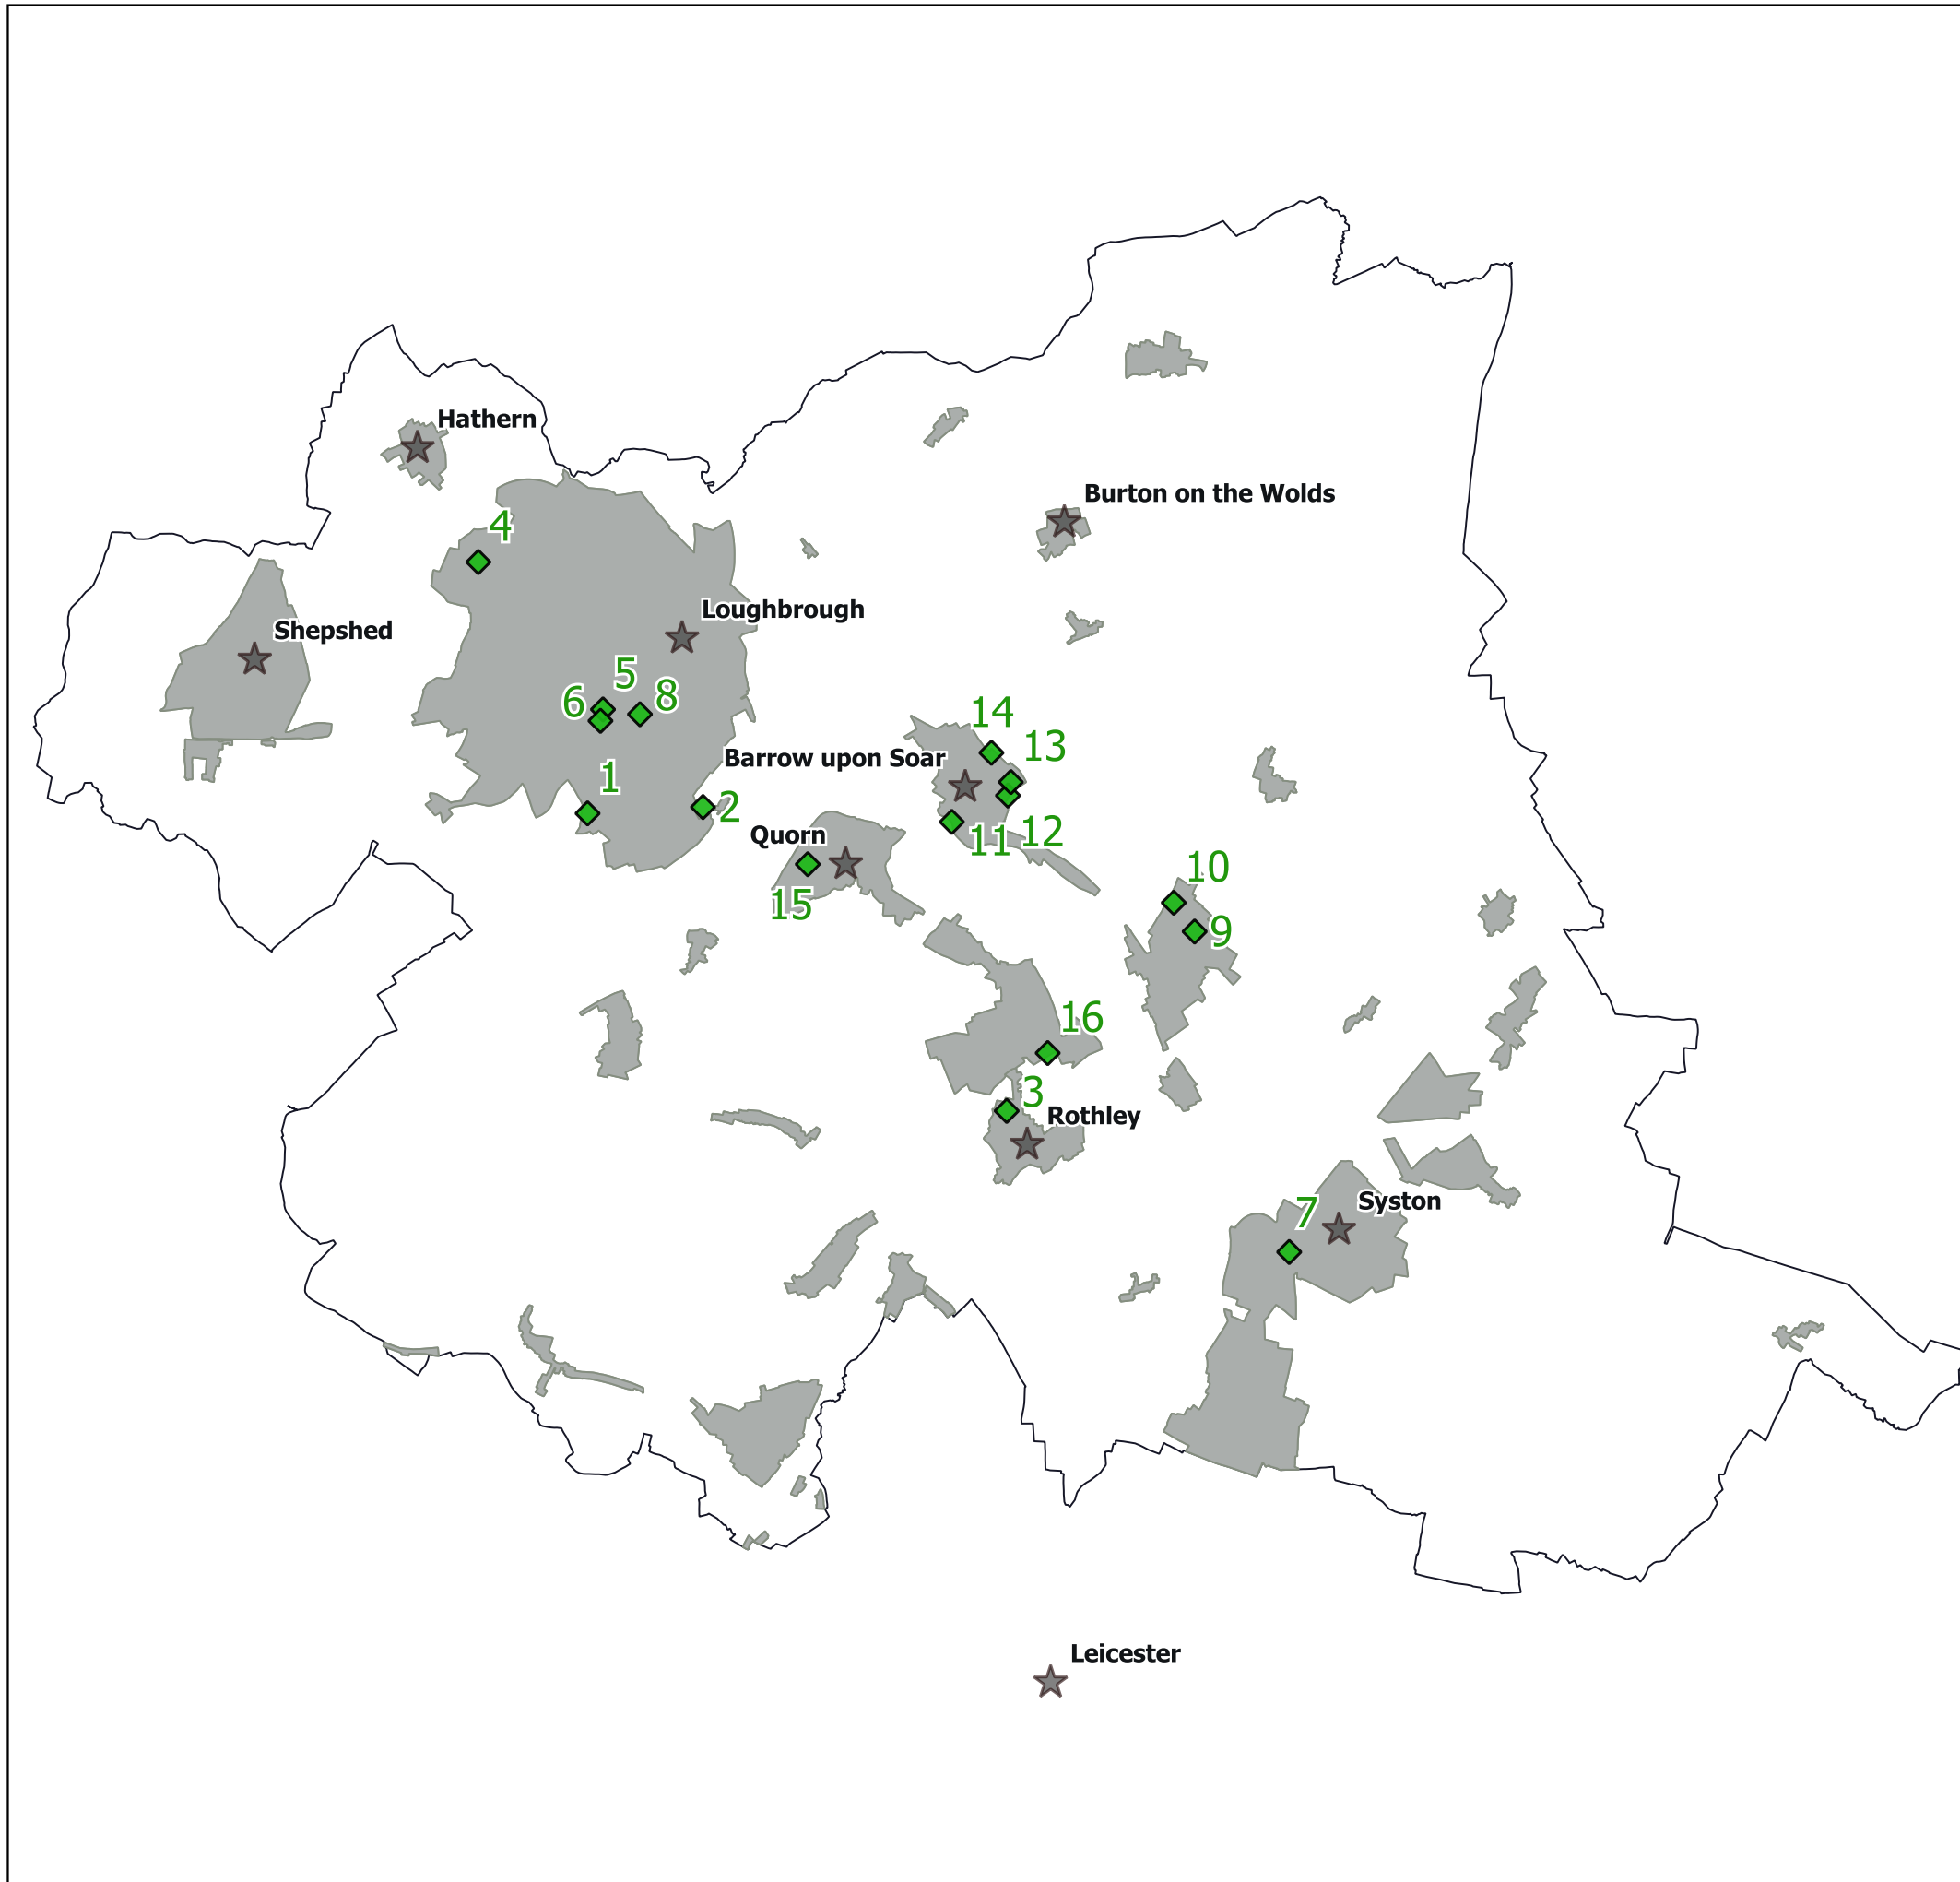 Hathern
Burton on the Wolds
4
Loughbrough
Shepshed
5
6
8
14
13
Barrow upon Soar
1
2
Quorn
11
12
10
15
9
16
3
Rothley
Syston
7
Leicester